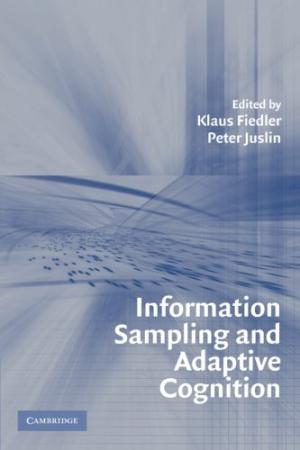 Edited by
Klaus Fiedler
Peter Juslin
Information
Sampling and
Adaptive
Cognition
CAMBRIDGE